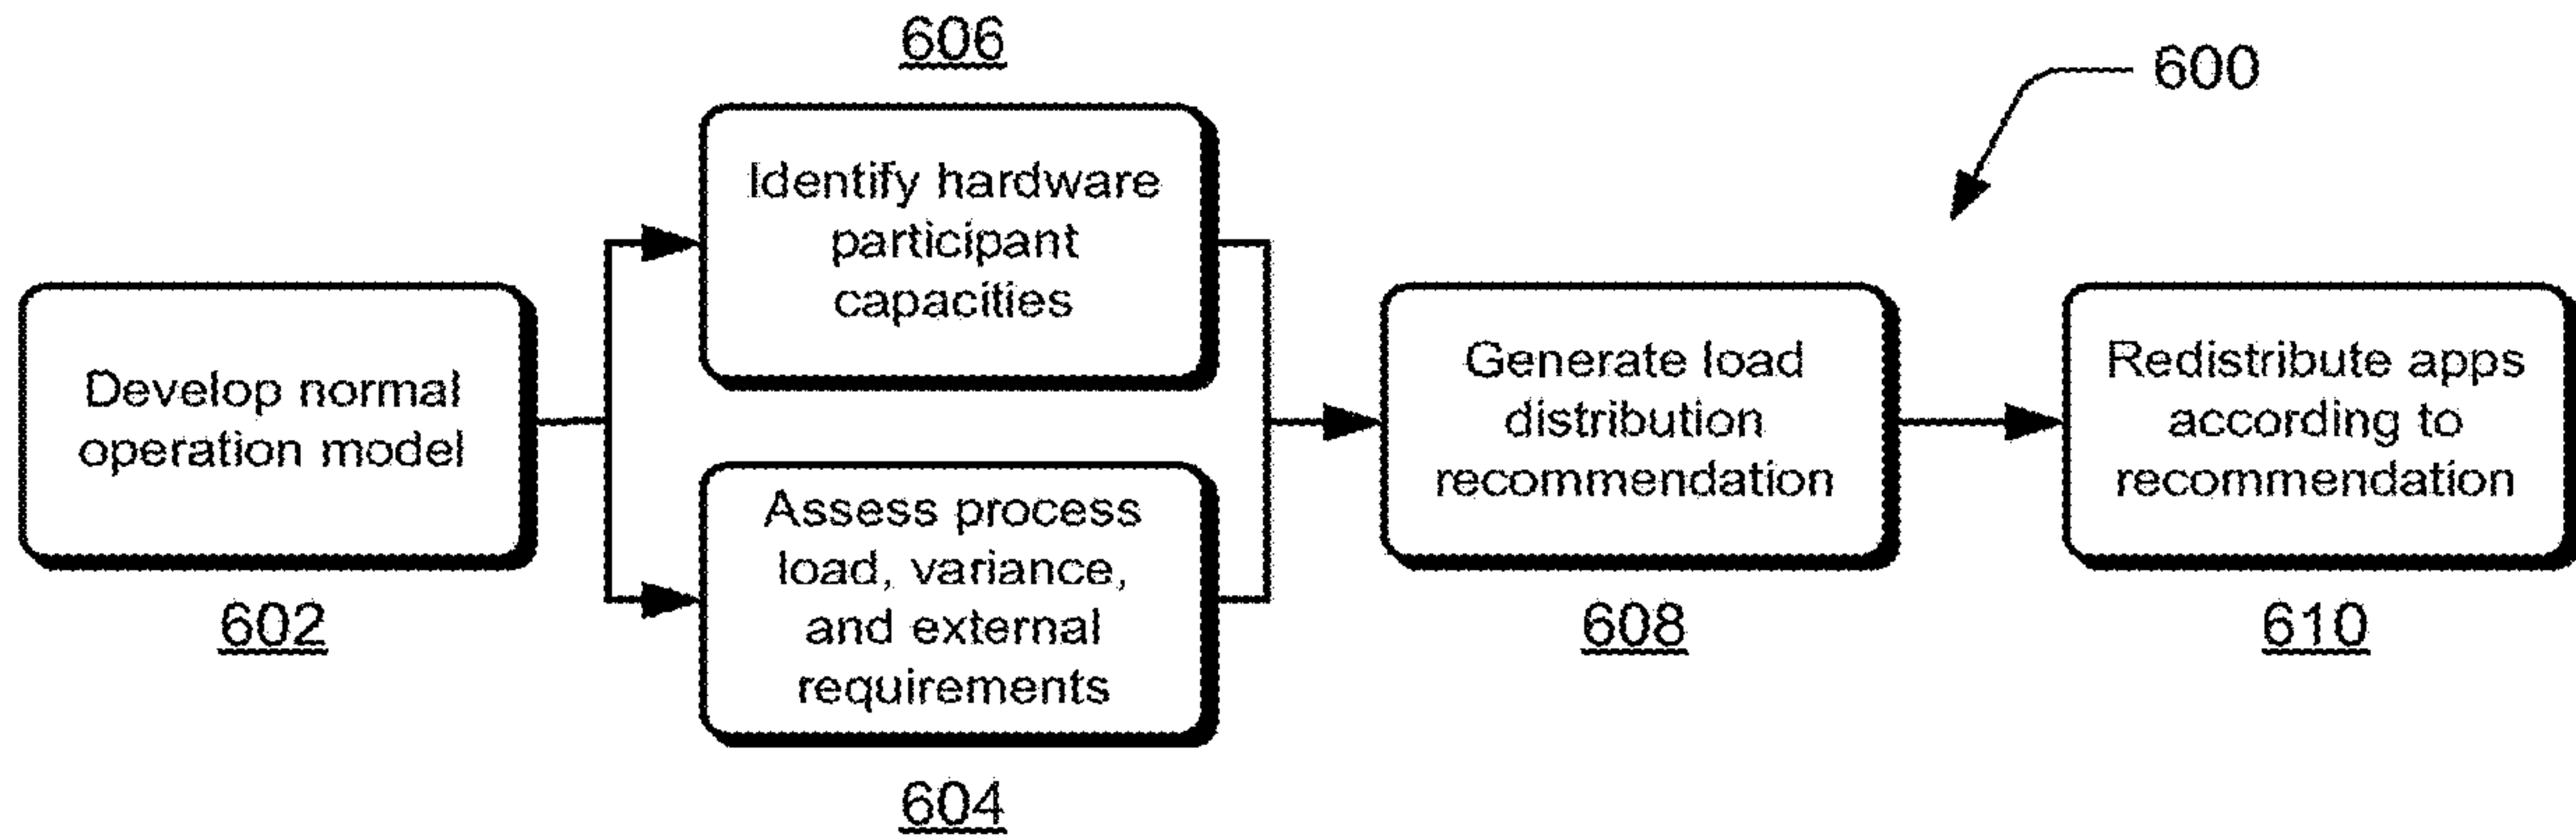 606
600
Identify hardware
participant
capacities
Develop normal
operation model
602
Assess process
load, variance,
and external
requirements
604
Generate load
distribution
recommendation
608
Redistribute apps
according to
recommendation
610